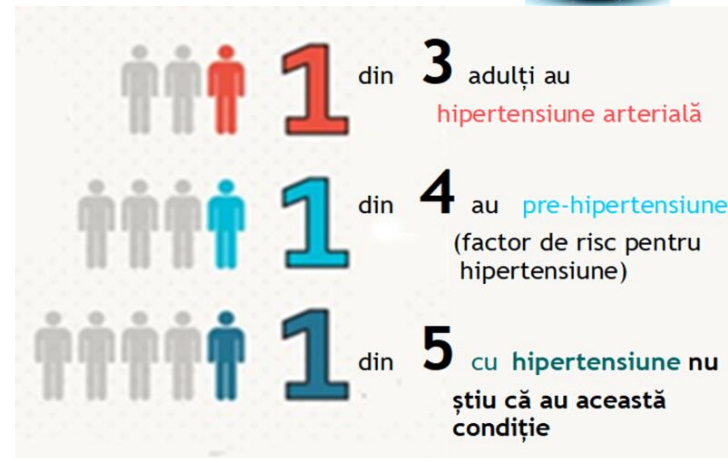 1 din 3 adulți au
hipertensiune arterială
1 din 4 au pre-hipertensiune
(factor de risc pentru
hipertensiune)
1 din 5 cu hipertensiune nu
știu că au această
condiție